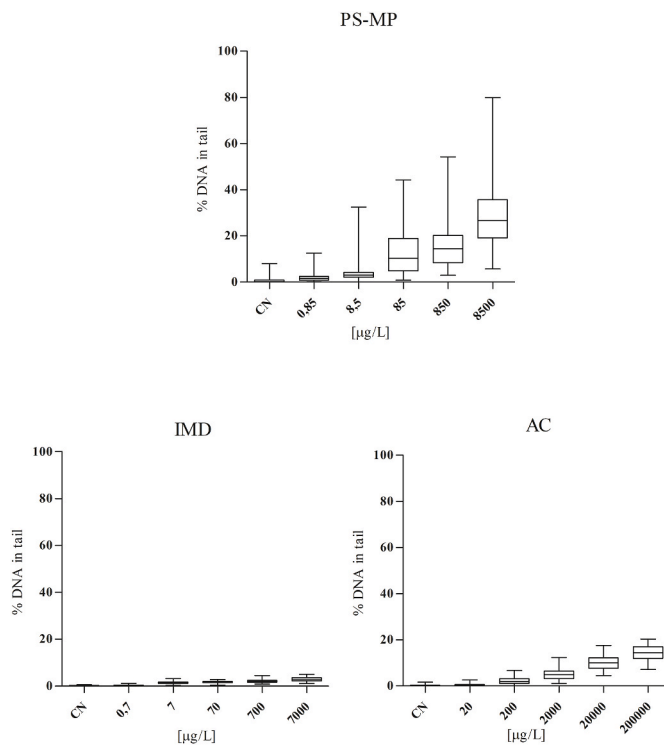 PS-MP
100
80
60
40
20
0
% DNA in tail
CN 0,85 8,5 85 850 8500
[µg/L]
IMD
100
80
60
40
20
0
% DNA in tail
CN 0,7 7 70 700 7000
[µg/L]
AC
100
80
60
40
20
0
% DNA in tail
CN 20 200 2000 20000 200000
[µg/L]